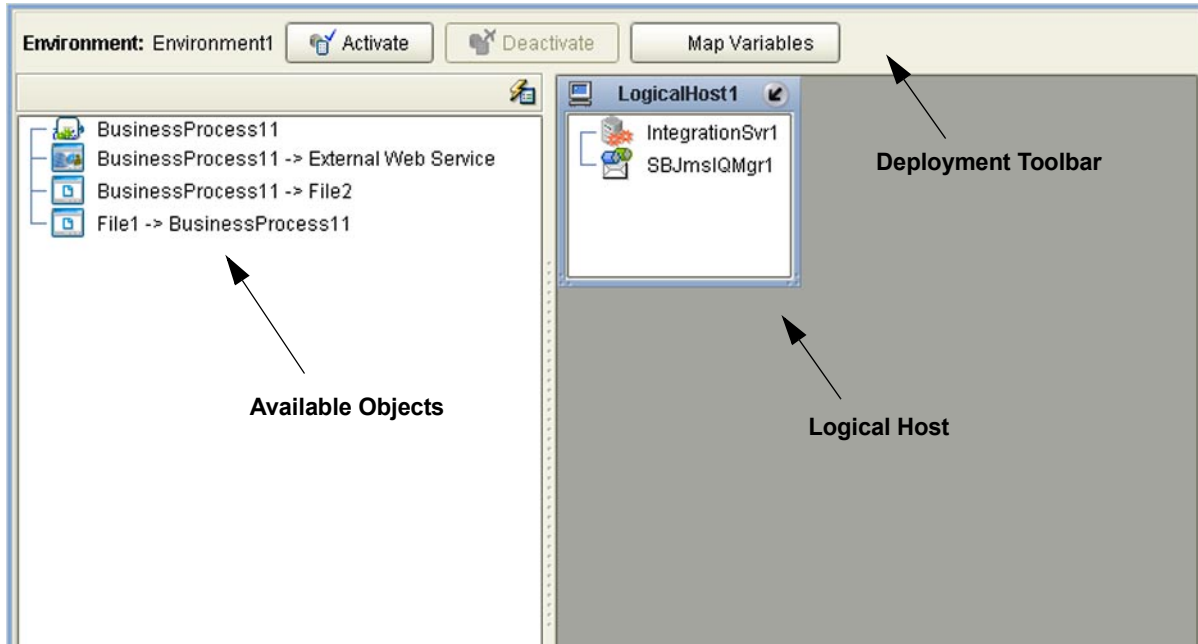 Environment: Environment1 Activate Deactivate Map Variables
LogicalHost1
BusinessProcess11
BusinessProcess11 -> External Web Service
BusinessProcess11 -> File2
File1 -> BusinessProcess11
IntegrationSvr1
SBJmsIQMgr1
Deployment Toolbar
Available Objects
Logical Host